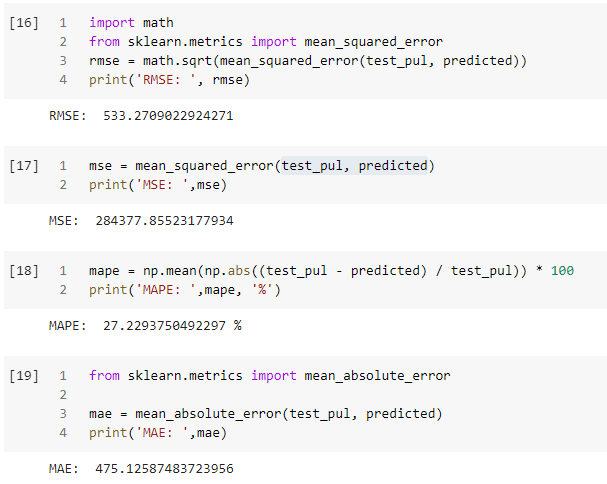 [16] 1 import math
2 from sklearn.metrics import mean_squared_error
3 rmse = math.sqrt(mean_squared_error(test_pul, predicted))
4 print('RMSE: ', rmse)
RMSE:  533.2709022924271
[17] 1 mse = mean_squared_error(test_pul, predicted)
2 print('MSE: ',mse)
MSE:  284377.85523177934
[18] 1 mape = np.mean(np.abs((test_pul - predicted) / test_pul)) * 100
2 print('MAPE: ',mape, '%')
MAPE:  27.2293750492297 %
[19] 1 from sklearn.metrics import mean_absolute_error
2
3 mae = mean_absolute_error(test_pul, predicted)
4 print('MAE: ',mae)
MAE:  475.12587483723956